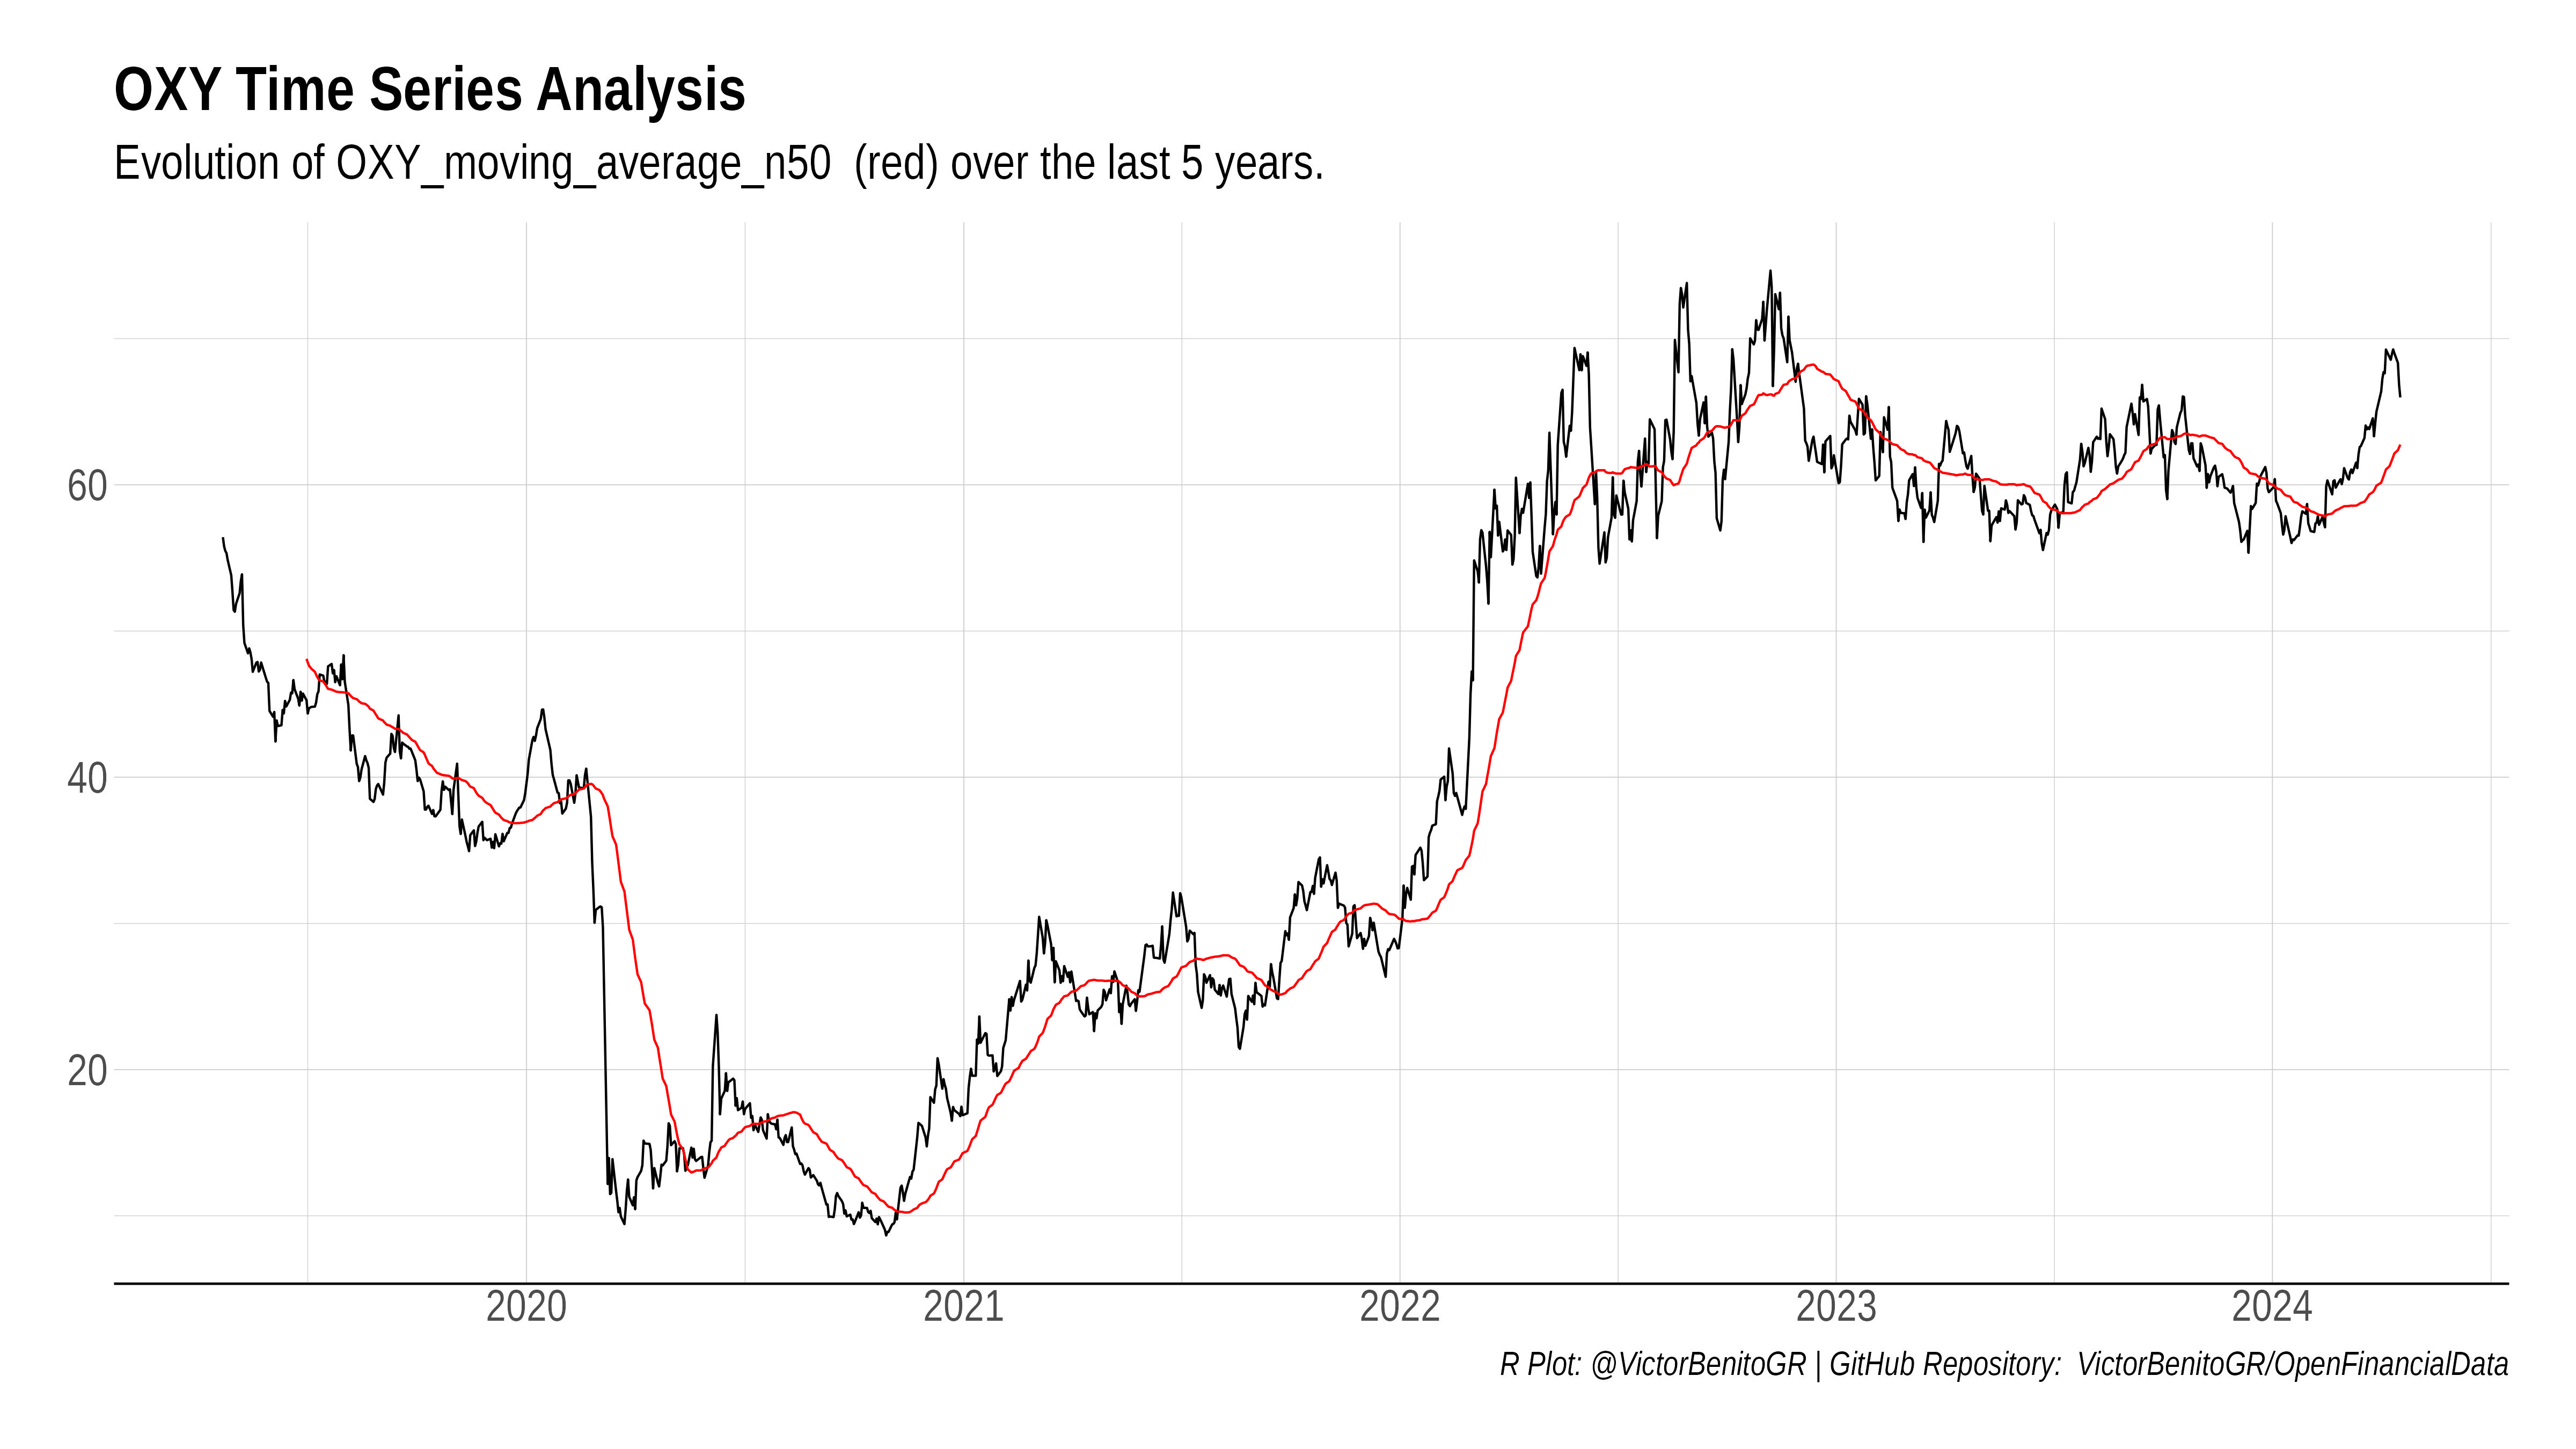 OXY Time Series Analysis
Evolution of OXY_moving_average_n50  (red) over the last 5 years.
60
40
20
2020 2021 2022 2023 2024
R Plot: @VictorBenitoGR | GitHub Repository:  VictorBenitoGR/OpenFinancialData